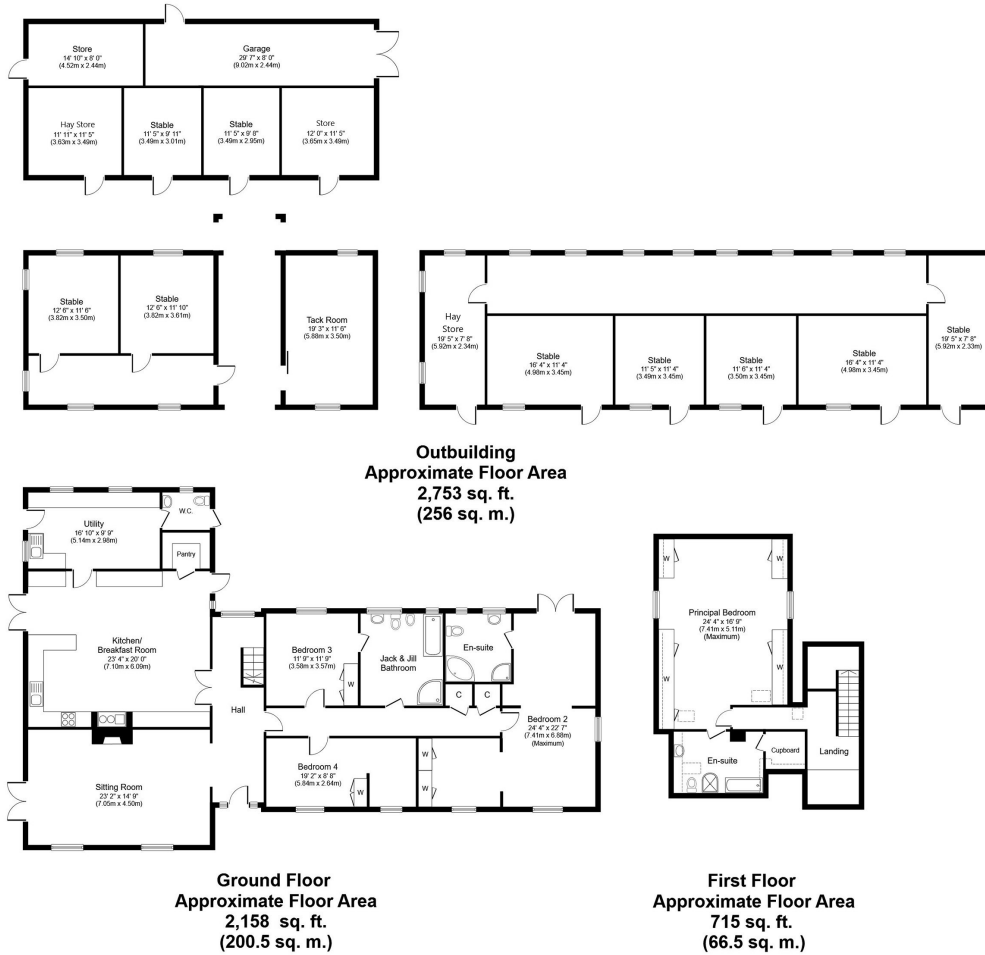 Store
14' 10" x 8' 0"
(4.52m x 2.44m)
Garage
29' 7" x 8' 0"
(9.02m x 2.44m)
Hay Store
11' 11" x 11' 5"
(3.63m x 3.49m)
Stable
11' 5" x 9' 11"
(3.49m x 3.01m)
Stable
11' 5" x 9' 8"
(3.49m x 2.95m)
Store
12' 0" x 11' 5"
(3.65m x 3.49m)
Stable
12' 6" x 11' 6"
(3.82m x 3.50m)
Stable
12' 6" x 11' 10"
(3.82m x 3.61m)
Tack Room
19' 3" x 11' 6"
(5.88m x 3.50m)
Hay
Store
19' 5" x 7' 8"
(5.92m x 2.34m)
Stable
16' 4" x 11' 4"
(4.98m x 3.45m)
Stable
11' 5" x 11' 4"
(3.49m x 3.45m)
Stable
11' 6" x 11' 4"
(3.50m x 3.45m)
Stable
16' 4" x 11' 4"
(4.98m x 3.45m)
Stable
19' 5" x 7' 8"
(5.92m x 2.33m)
Outbuilding
Approximate Floor Area
2,753 sq. ft.
(256 sq. m.)
Utility
16' 10" x 9' 9"
(5.14m x 2.98m)
W.C.
Pantry
Kitchen/
Breakfast Room
23' 4" x 20' 0"
(7.10m x 6.09m)
Sitting Room
23' 2" x 14' 9"
(7.05m x 4.50m)
Hall
Bedroom 3
11' 9" x 11' 9"
(3.58m x 3.57m)
W
Jack & Jill
Bathroom
En-suite
C
C
Bedroom 2
24' 4" x 22' 7"
(7.41m x 6.88m)
(Maximum)
Bedroom 4
19' 2" x 8' 8"
(5.84m x 2.64m)
W
W
W
Ground Floor
Approximate Floor Area
2,158 sq. ft.
(200.5 sq. m.)
W
W
Principal Bedroom
24' 4" x 16' 9"
(7.41m x 5.11m)
(Maximum)
W
W
En-suite
Cupboard
Landing
First Floor
Approximate Floor Area
715 sq. ft.
(66.5 sq. m.)